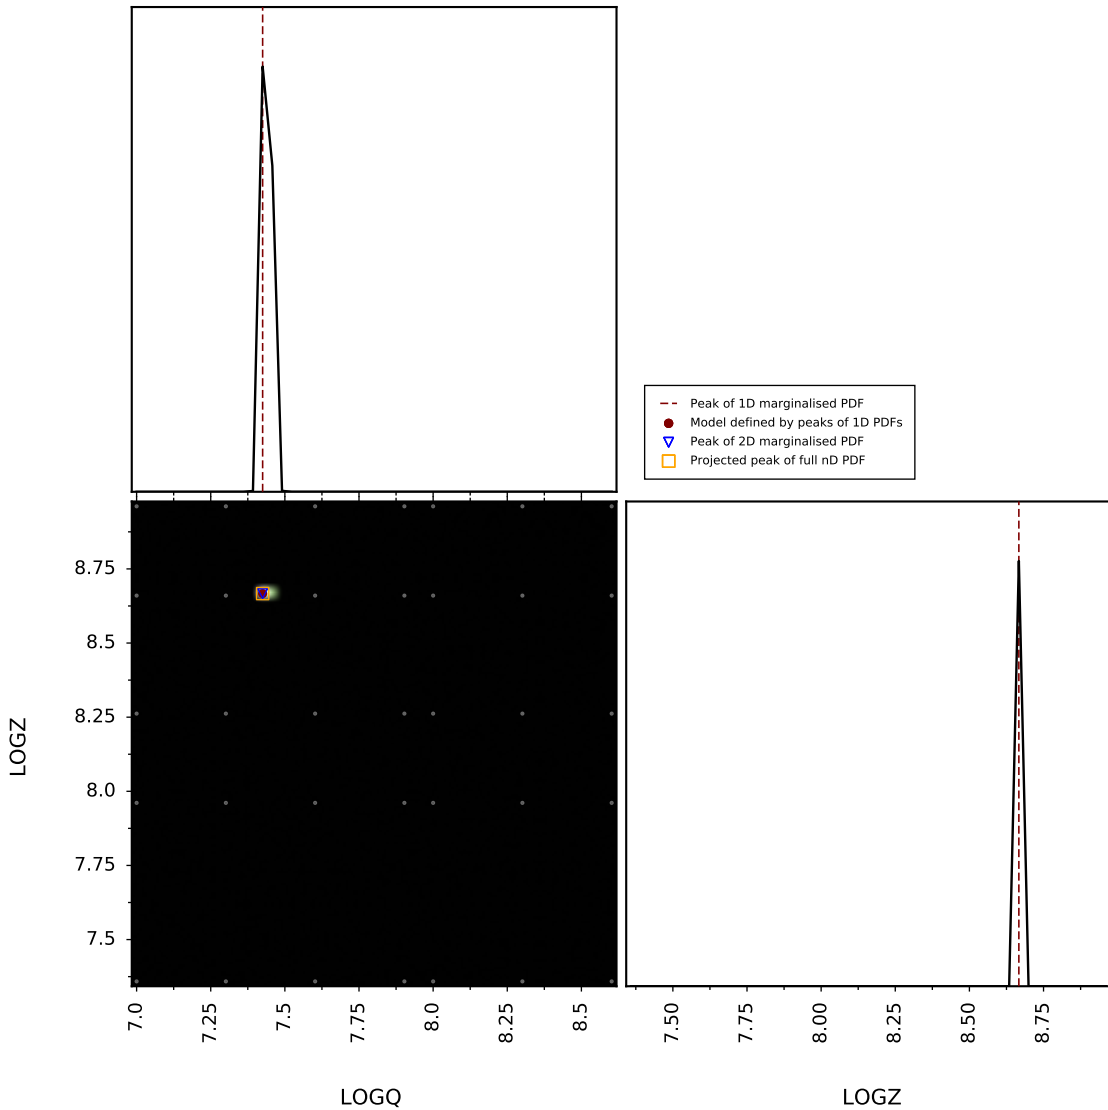 Peak of 1D marginalised PDF
Model defined by peaks of 1D PDFs
Peak of 2D marginalised PDF
Projected peak of full nD PDF
8.75
8.5
8.25
8.0
7.75
7.5
LOGZ
7.0
7.25
7.5
7.75
8.0
8.25
8.5
LOGQ
7.50
7.75
8.00
8.25
8.50
8.75
LOGZ